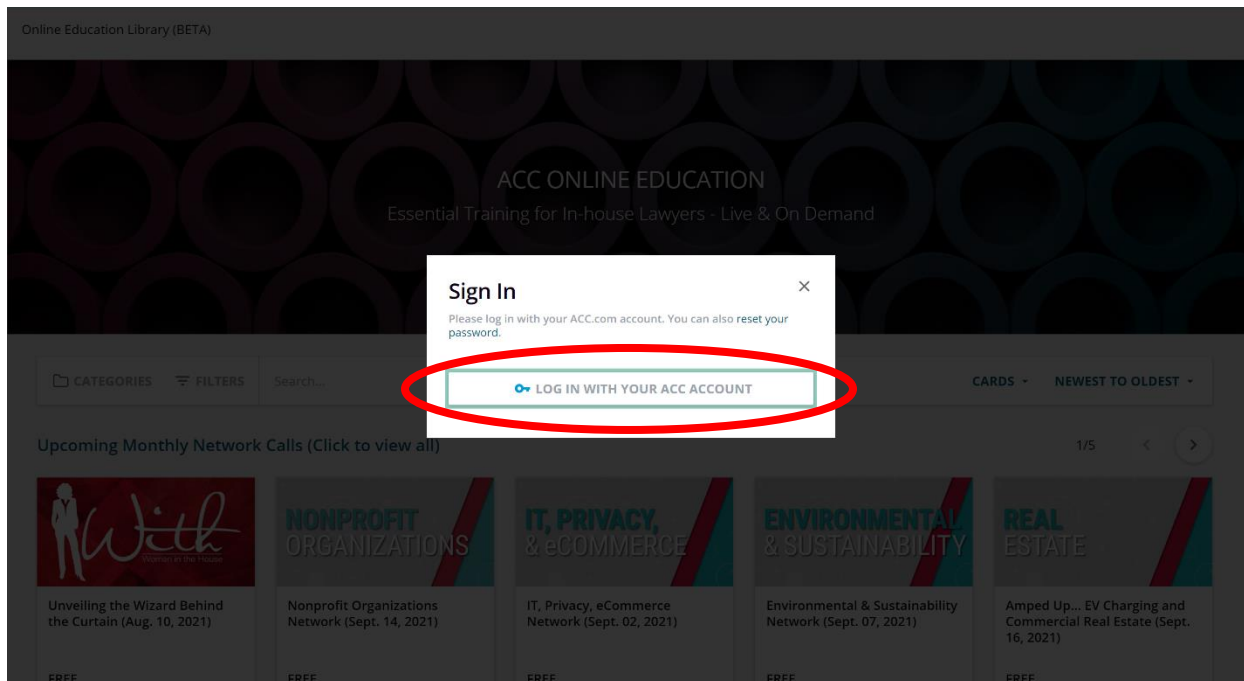 Online Education Library (BETA)
ACC ONLINE EDUCATION
Essential Training for In-house Lawyers - Live & On Demand
Sign In
Please log in with your ACC.com account. You can also reset your
password.
LOG IN WITH YOUR ACC ACCOUNT
CATEGORIES FILTERS Search... CARDS NEWEST TO OLDEST
Upcoming Monthly Network Calls (Click to view all) 1/5
With
Women in the House
NONPROFIT
ORGANIZATIONS
IT, PRIVACY,
& eCOMMERCE
ENVIRONMENTAL
& SUSTAINABILITY
REAL
ESTATE
Unveiling the Wizard Behind
the Curtain (Aug. 10, 2021)
Nonprofit Organizations
Network (Sept. 14, 2021)
IT, Privacy, eCommerce
Network (Sept. 02, 2021)
Environmental & Sustainability
Network (Sept. 07, 2021)
Amped Up... EV Charging and
Commercial Real Estate (Sept.
16, 2021)
FREE FREE FREE FREE FREE